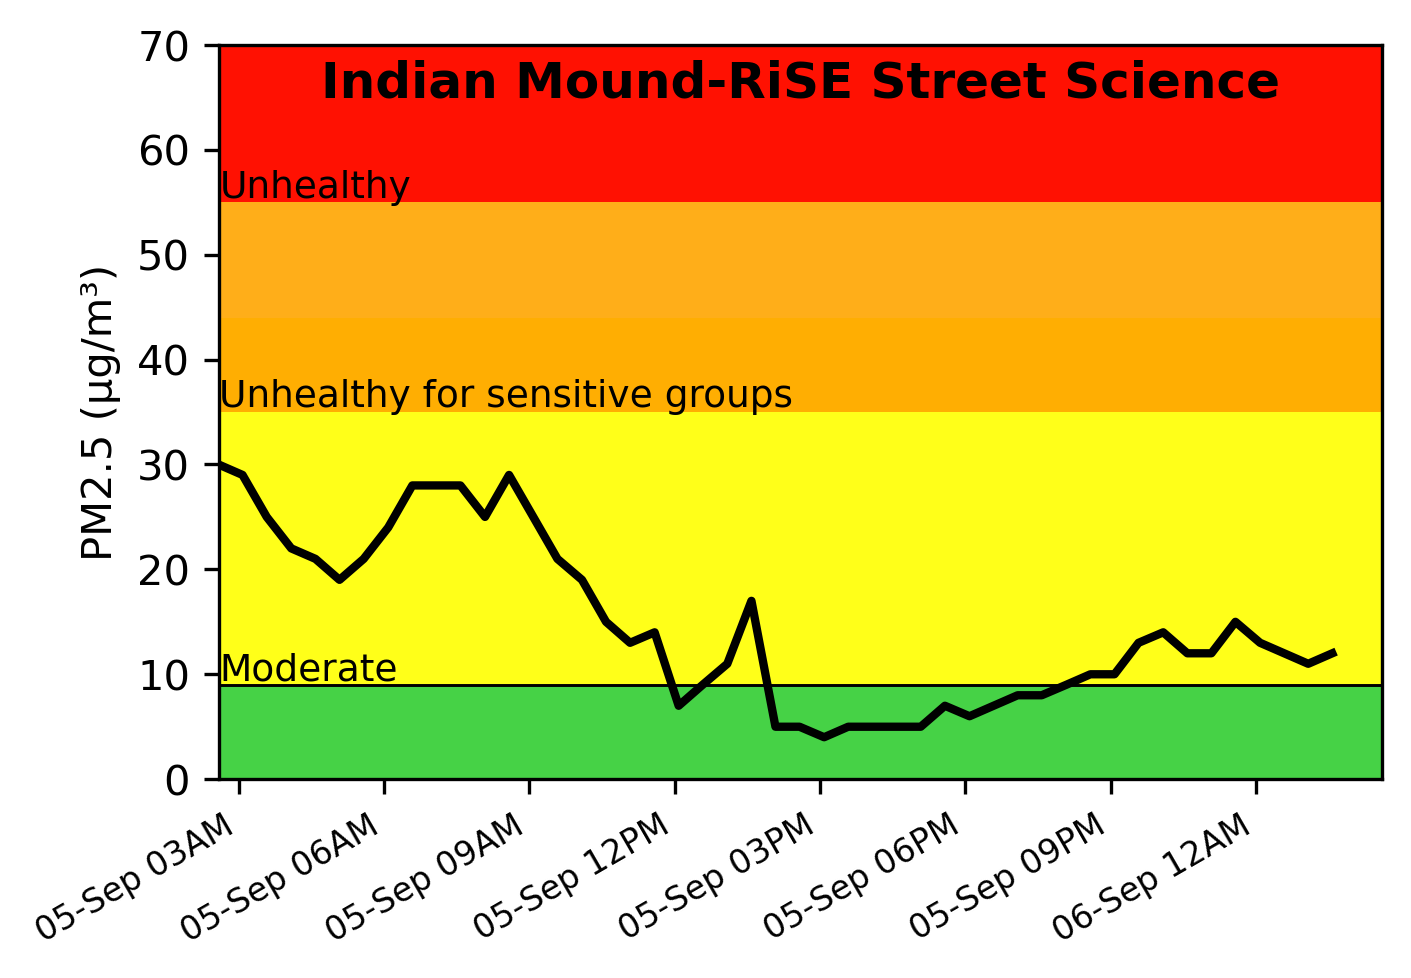 Indian Mound-RiSE Street Science
70
60
50
40
30
20
10
0
PM2.5 (µg/m³)
Unhealthy
Unhealthy for sensitive groups
Moderate
05-Sep 03AM
05-Sep 06AM
05-Sep 09AM
05-Sep 12PM
05-Sep 03PM
05-Sep 06PM
05-Sep 09PM
06-Sep 12AM